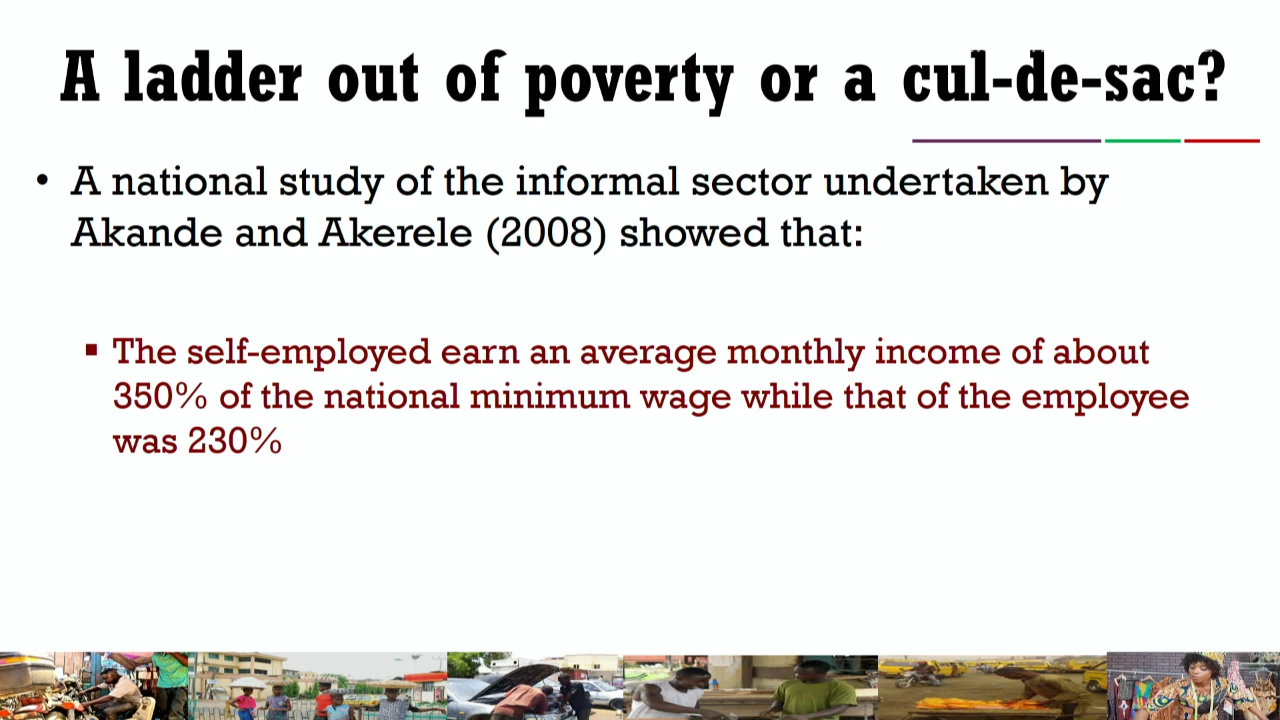 A ladder out of poverty or a cul-de-sac?
• A national study of the informal sector undertaken by
Akande and Akerele (2008) showed that:
▪ The self-employed earn an average monthly income of about
350% of the national minimum wage while that of the employee
was 230%